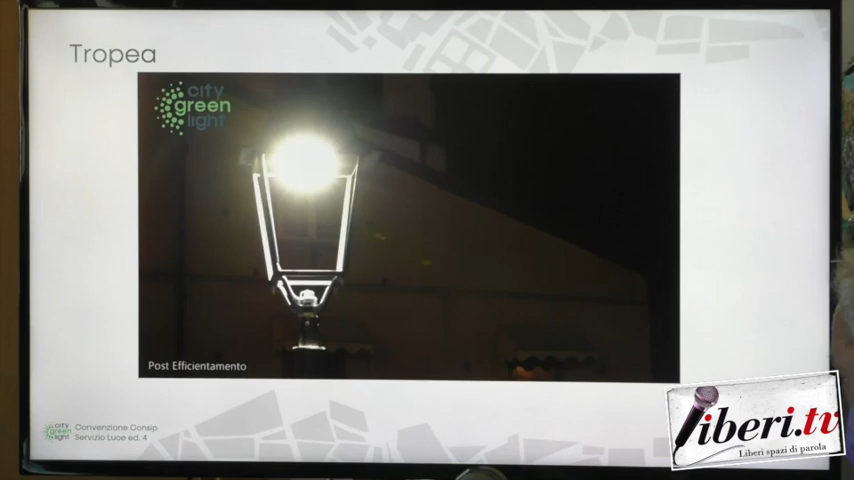 Tropea
city
green
light
Post Efficientamento
city
green
light
Convenzione Consip
Servizio Luce ed. 4
liberi.tv
Liberi spazi di parola